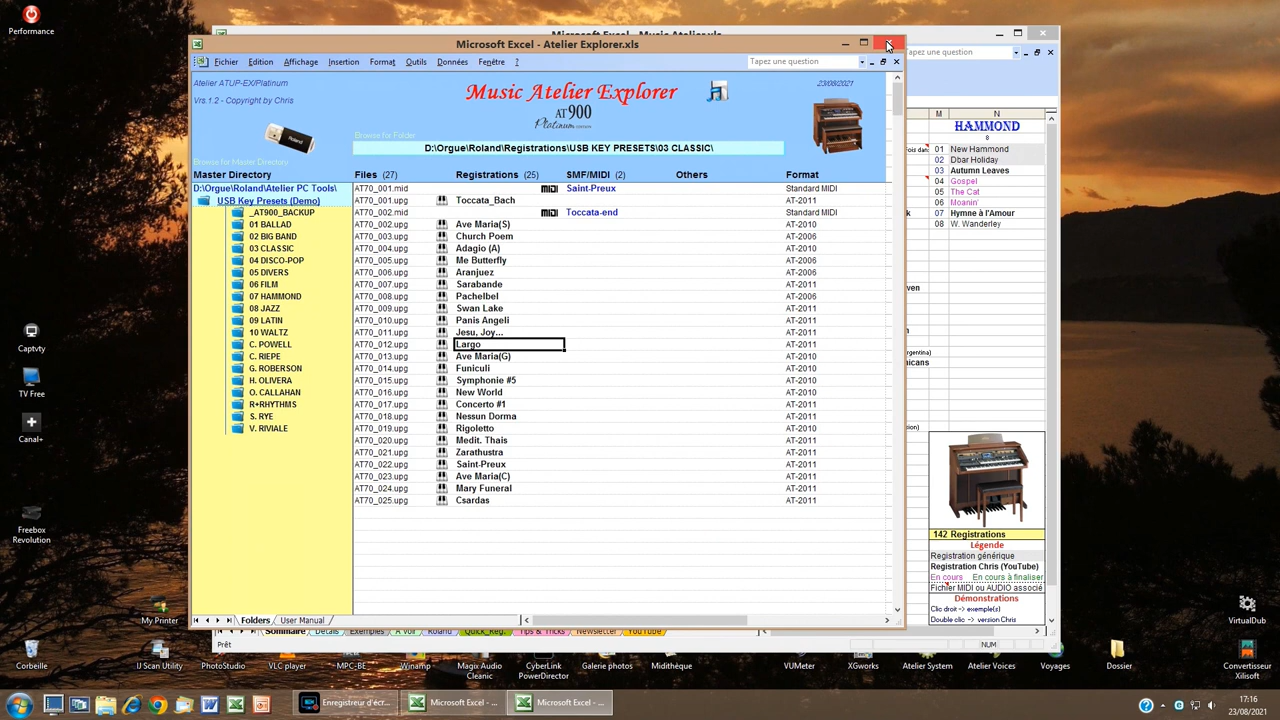 Performance
Microsoft Excel - Atelier Explorer.xls
Fichier Edition Affichage Insertion Format Outils Données Fenêtre ?
Tapez une question
apez une question
Atelier ATUP-EX/Platinum
Vrs.1.2 - Copyright by Chris
Music Atelier Explorer
AT900
Platinum EDITION
23/08/2021
Browse for Folder
D:\Orgue\Roland\Registrations\USB KEY PRESETS\03 CLASSIC\
Browse for Master Directory
Master Directory Files (27) Registrations (25) SMF/MIDI (2) Others Format
D:\Orgue\Roland\Atelier PC Tools\
USB Key Presets (Demo)
_AT900_BACKUP
01 BALLAD
02 BIG BAND
03 CLASSIC
04 DISCO-POP
05 DIVERS
06 FILM
07 HAMMOND
08 JAZZ
09 LATIN
10 WALTZ
C. POWELL
C. RIEPE
G. ROBERSON
H. OLIVERA
O. CALLAHAN
R+RHYTHMS
S. RYE
V. RIVIALE
AT70_001.mid MIDI Saint-Preux Standard MIDI
AT70_001.upg Toccata_Bach AT-2011
AT70_002.mid MIDI Toccata-end Standard MIDI
AT70_002.upg Ave Maria(S) AT-2010
AT70_003.upg Church Poem AT-2010
AT70_004.upg Adagio (A) AT-2010
AT70_005.upg Me Butterfly AT-2006
AT70_006.upg Aranjuez AT-2006
AT70_007.upg Sarabande AT-2011
AT70_008.upg Pachelbel AT-2006
AT70_009.upg Swan Lake AT-2011
AT70_010.upg Panis Angeli AT-2011
AT70_011.upg Jesu, Joy... AT-2011
AT70_012.upg Largo AT-2011
AT70_013.upg Ave Maria(G) AT-2010
AT70_014.upg Funiculi AT-2010
AT70_015.upg Symphonie #5 AT-2010
AT70_016.upg New World AT-2010
AT70_017.upg Concerto #1 AT-2011
AT70_018.upg Nessun Dorma AT-2011
AT70_019.upg Rigoletto AT-2010
AT70_020.upg Medit. Thais AT-2011
AT70_021.upg Zarathustra AT-2011
AT70_022.upg Saint-Preux AT-2011
AT70_023.upg Ave Maria(C) AT-2011
AT70_024.upg Mary Funeral AT-2011
AT70_025.upg Csardas AT-2011
Folders User Manual
M N
HAMMOND
8
01 New Hammond
02 Dbar Holiday
03 Autumn Leaves
04 Gospel
05 The Cat
06 Moanin'
07 Hymne à l'Amour
08 W. Wanderley
142 Registrations
Légende
Registration générique
Registration Chris (YouTube)
En cours En cours à finaliser
Fichier MIDI ou AUDIO associé
Démonstrations
Clic droit -> exemple(s)
Double clic -> version Chris
Sommaire Détails Exemples A voir Roland Quick_Reg. Tips & Tricks Newsletter YouTube
Prêt NUM
Captvty
TV Free
Canal+
Freebox
Revolution
My Printer
VirtualDub
Corbeille
IJ Scan Utility
PhotoStudio
VLC player
MPC-BE
Winamp
Magix Audio
Cleanic
CyberLink
PowerDirector
Galerie photos
Midithèque
VUMeter
XGworks
Atelier System
Atelier Voices
Voyages
Dossier
Convertisseur
Xilisoft
Enregistreur d'écr...
Microsoft Excel - ...
Microsoft Excel - ...
17:16
23/08/2021